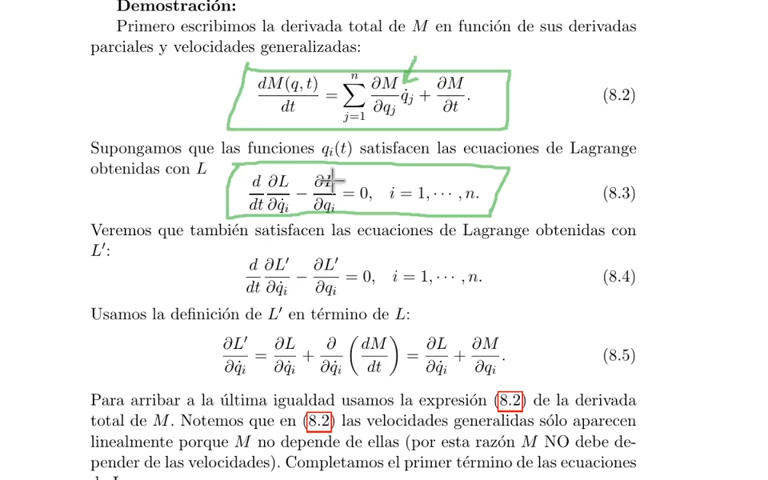 Demostración:
Primero escribimos la derivada total de M en función de sus derivadas
parciales y velocidades generalizadas:
dM(q,t)/dt = ∑_{j=1}^{n} ∂M/∂q_j q̇_j + ∂M/∂t. (8.2)
Supongamos que las funciones q_i(t) satisfacen las ecuaciones de Lagrange
obtenidas con L
d/dt ∂L/∂q̇_i − ∂L/∂q_i = 0, i = 1, ⋯ , n. (8.3)
Veremos que también satisfacen las ecuaciones de Lagrange obtenidas con
L′:
d/dt ∂L′/∂q̇_i − ∂L′/∂q_i = 0, i = 1, ⋯ , n. (8.4)
Usamos la definición de L′ en término de L:
∂L′/∂q̇_i = ∂L/∂q̇_i + ∂/∂q̇_i (dM/dt) = ∂L/∂q̇_i + ∂M/∂q_i. (8.5)
Para arribar a la última igualdad usamos la expresión (8.2) de la derivada
total de M. Notemos que en (8.2) las velocidades generalidas sólo aparecen
linealmente porque M no depende de ellas (por esta razón M NO debe de-
pender de las velocidades). Completamos el primer término de las ecuaciones